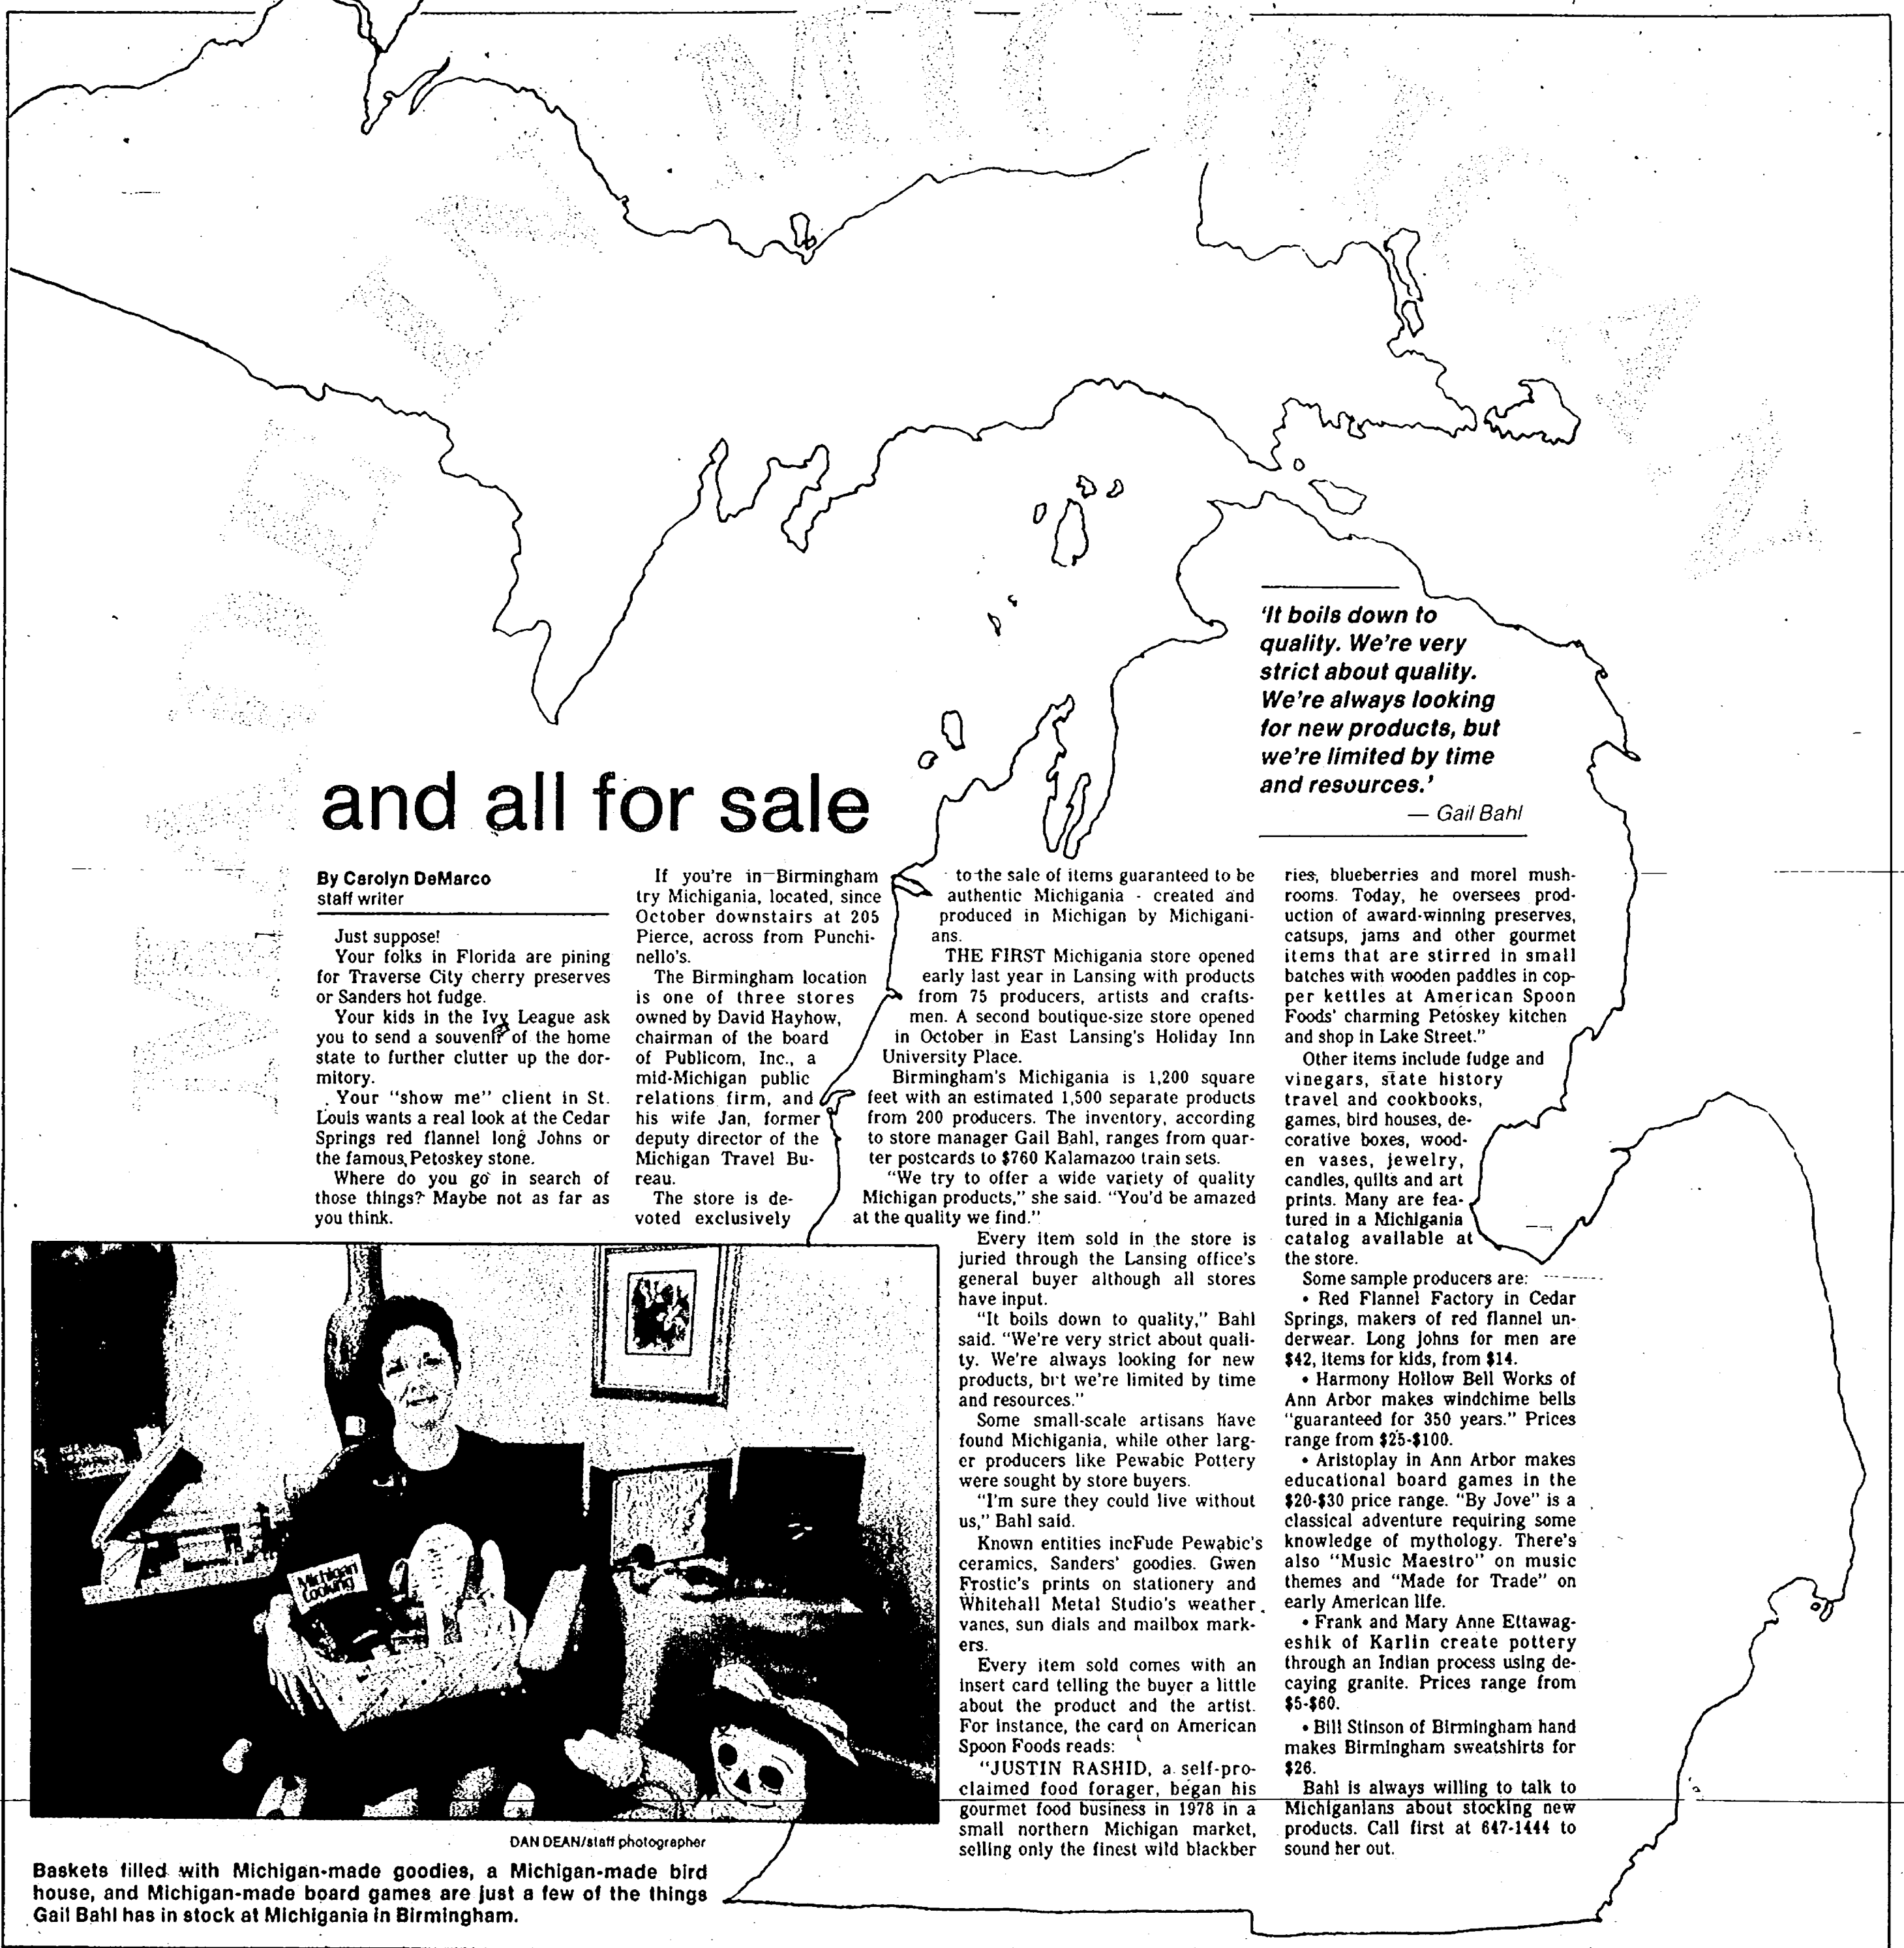 MADE IN MICHIGAN
and all for sale
'It boils down to
quality. We're very
strict about quality.
We're always looking
for new products, but
we're limited by time
and resources.'
— Gail Bahl
By Carolyn DeMarco
staff writer
Just suppose!
Your folks in Florida are pining
for Traverse City cherry preserves
or Sanders hot fudge.
Your kids in the Ivy League ask
you to send a souvenir of the home
state to further clutter up the dor-
mitory.
Your "show me" client in St.
Louis wants a real look at the Cedar
Springs red flannel long Johns or
the famous Petoskey stone.
Where do you go in search of
those things? Maybe not as far as
you think.
If you're in Birmingham
try Michigania, located, since
October downstairs at 205
Pierce, across from Punchi-
nello's.
The Birmingham location
is one of three stores
owned by David Hayhow,
chairman of the board
of Publicom, Inc., a
mid-Michigan public
relations firm, and
his wife Jan, former
deputy director of the
Michigan Travel Bu-
reau.
The store is de-
voted exclusively
to the sale of items guaranteed to be
authentic Michigania - created and
produced in Michigan by Michigani-
ans.
THE FIRST Michigania store opened
early last year in Lansing with products
from 75 producers, artists and crafts-
men. A second boutique-size store opened
in October in East Lansing's Holiday Inn
University Place.
Birmingham's Michigania is 1,200 square
feet with an estimated 1,500 separate products
from 200 producers. The inventory, according
to store manager Gail Bahl, ranges from quar-
ter postcards to $760 Kalamazoo train sets.
"We try to offer a wide variety of quality
Michigan products," she said. "You'd be amazed
at the quality we find."
Every item sold in the store is
juried through the Lansing office's
general buyer although all stores
have input.
"It boils down to quality," Bahl
said. "We're very strict about quali-
ty. We're always looking for new
products, but we're limited by time
and resources."
Some small-scale artisans have
found Michigania, while other larg-
er producers like Pewabic Pottery
were sought by store buyers.
"I'm sure they could live without
us," Bahl said.
Known entities incFude Pewabic's
ceramics, Sanders' goodies. Gwen
Frostic's prints on stationery and
Whitehall Metal Studio's weather
vanes, sun dials and mailbox mark-
ers.
Every item sold comes with an
insert card telling the buyer a little
about the product and the artist.
For instance, the card on American
Spoon Foods reads:
"JUSTIN RASHID, a self-pro-
claimed food forager, began his
gourmet food business in 1978 in a
small northern Michigan market,
selling only the finest wild blackber
ries, blueberries and morel mush-
rooms. Today, he oversees prod-
uction of award-winning preserves,
catsups, jams and other gourmet
items that are stirred in small
batches with wooden paddles in cop-
per kettles at American Spoon
Foods' charming Petoskey kitchen
and shop in Lake Street."
Other items include fudge and
vinegars, state history
travel and cookbooks,
games, bird houses, de-
corative boxes, wood-
en vases, jewelry,
candles, quilts and art
prints. Many are fea-
tured in a Michigania
catalog available at
the store.
Some sample producers are:
• Red Flannel Factory in Cedar
Springs, makers of red flannel un-
derwear. Long johns for men are
$42, items for kids, from $14.
• Harmony Hollow Bell Works of
Ann Arbor makes windchime bells
"guaranteed for 350 years." Prices
range from $25-$100.
• Aristoplay in Ann Arbor makes
educational board games in the
$20-$30 price range. "By Jove" is a
classical adventure requiring some
knowledge of mythology. There's
also "Music Maestro" on music
themes and "Made for Trade" on
early American life.
• Frank and Mary Anne Ettawag-
eshik of Karlin create pottery
through an Indian process using de-
caying granite. Prices range from
$5-$60.
• Bill Stinson of Birmingham hand
makes Birmingham sweatshirts for
$26.
Bahl is always willing to talk to
Michiganians about stocking new
products. Call first at 647-1444 to
sound her out.
Michigan
Cooking
DAN DEAN/staff photographer
Baskets filled with Michigan-made goodies, a Michigan-made bird
house, and Michigan-made board games are just a few of the things
Gail Bahl has in stock at Michigania in Birmingham.